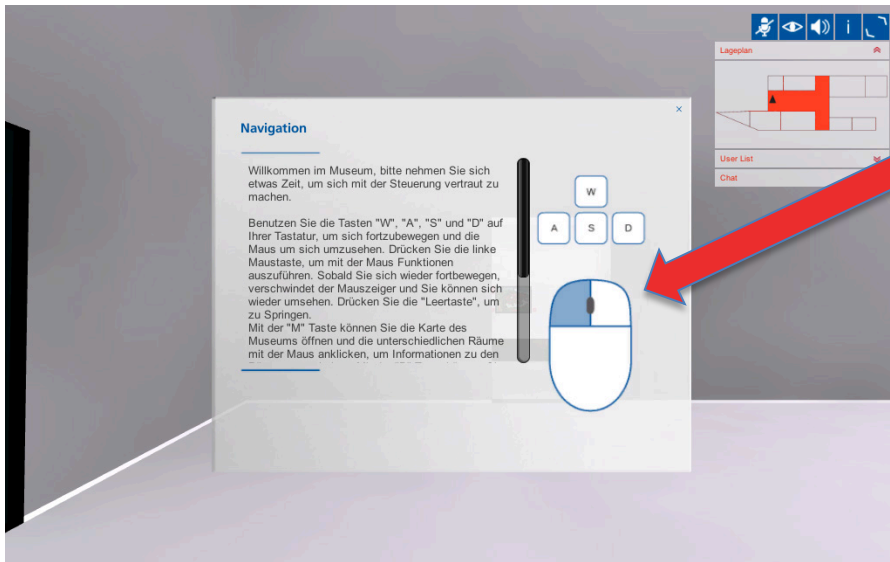 i
Lageplan
User List
Chat
×
Navigation
Willkommen im Museum, bitte nehmen Sie sich
etwas Zeit, um sich mit der Steuerung vertraut zu
machen.
Benutzen Sie die Tasten "W", "A", "S" und "D" auf
Ihrer Tastatur, um sich fortzubewegen und die
Maus um sich umzusehen. Drücken Sie die linke
Maustaste, um mit der Maus Funktionen
auszuführen. Sobald Sie sich wieder fortbewegen,
verschwindet der Mauszeiger und Sie können sich
wieder umsehen. Drücken Sie die "Leertaste", um
zu Springen.
Mit der "M" Taste können Sie die Karte des
Museums öffnen und die unterschiedlichen Räume
mit der Maus anklicken, um Informationen zu den
W
A S D